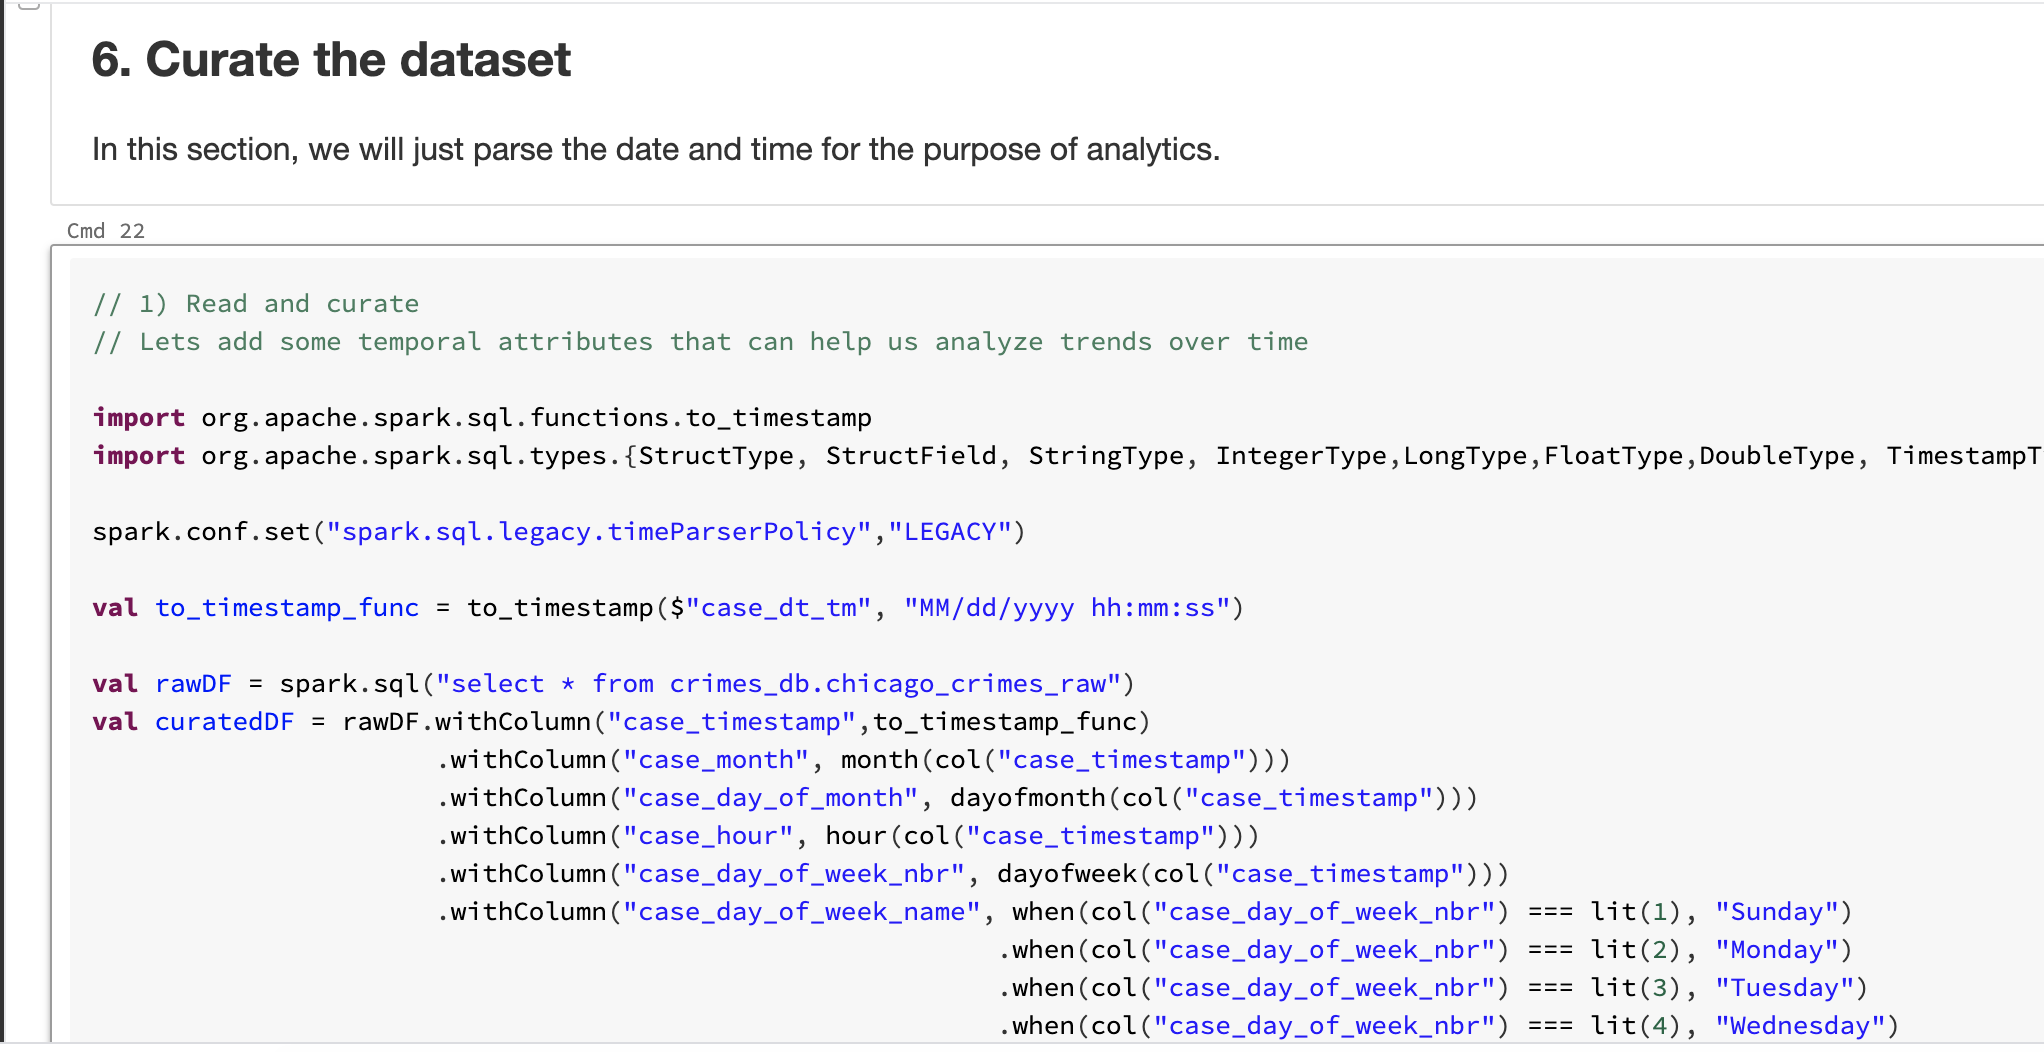 6. Curate the dataset
In this section, we will just parse the date and time for the purpose of analytics.
Cmd 22
// 1) Read and curate
// Lets add some temporal attributes that can help us analyze trends over time
import org.apache.spark.sql.functions.to_timestamp
import org.apache.spark.sql.types.{StructType, StructField, StringType, IntegerType,LongType,FloatType,DoubleType, TimestampT
spark.conf.set("spark.sql.legacy.timeParserPolicy","LEGACY")
val to_timestamp_func = to_timestamp($"case_dt_tm", "MM/dd/yyyy hh:mm:ss")
val rawDF = spark.sql("select * from crimes_db.chicago_crimes_raw")
val curatedDF = rawDF.withColumn("case_timestamp",to_timestamp_func)
.withColumn("case_month", month(col("case_timestamp")))
.withColumn("case_day_of_month", dayofmonth(col("case_timestamp")))
.withColumn("case_hour", hour(col("case_timestamp")))
.withColumn("case_day_of_week_nbr", dayofweek(col("case_timestamp")))
.withColumn("case_day_of_week_name", when(col("case_day_of_week_nbr") === lit(1), "Sunday")
.when(col("case_day_of_week_nbr") === lit(2), "Monday")
.when(col("case_day_of_week_nbr") === lit(3), "Tuesday")
.when(col("case_day_of_week_nbr") === lit(4), "Wednesday")